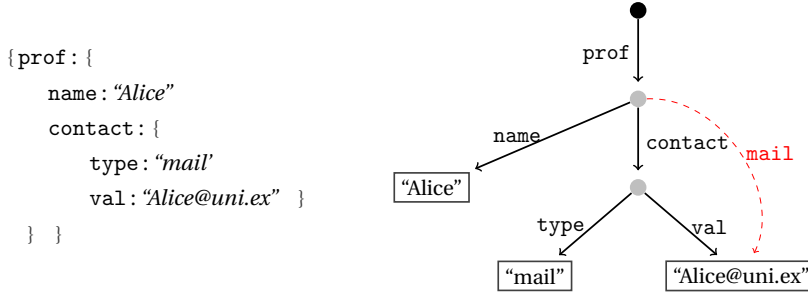 {prof:{
name:“Alice”
contact:{
type:“mail’
val:“Alice@uni.ex” }
} }
prof
name
contact
mail
“Alice”
type
val
“mail”
“Alice@uni.ex”